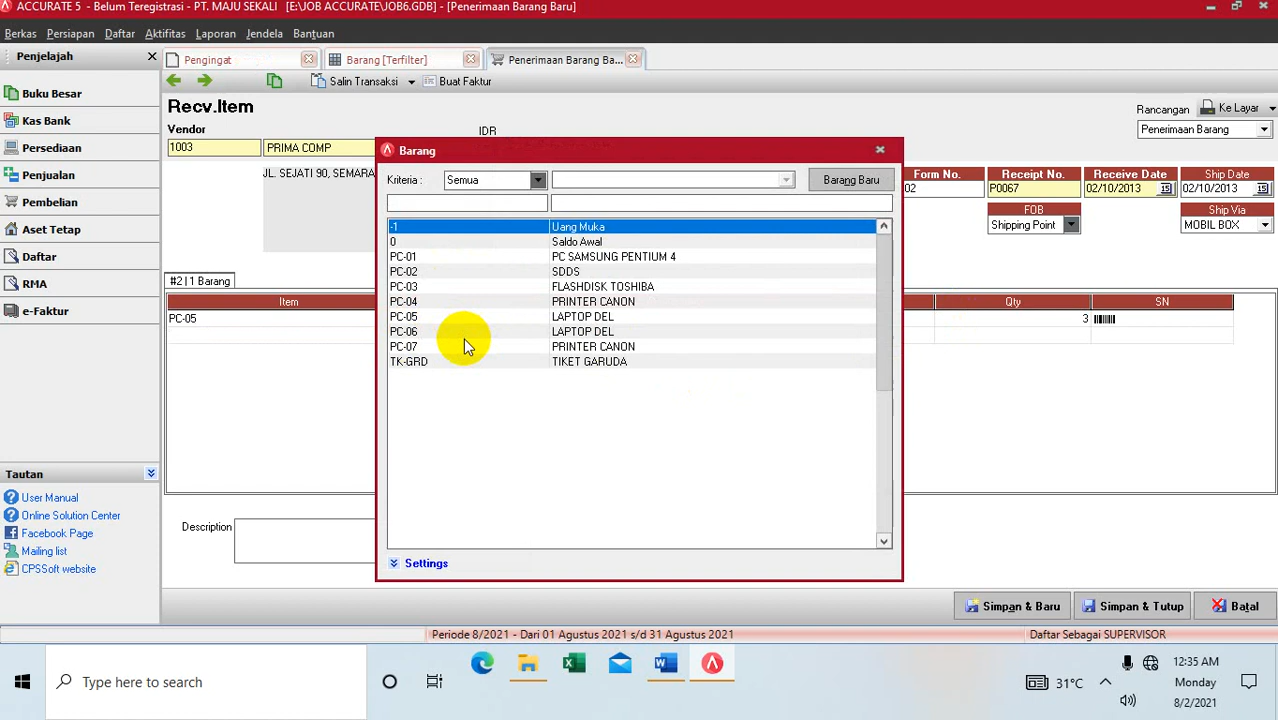 ACCURATE 5 - Belum Teregistrasi - PT. MAJU SEKALI [E:\JOB ACCURATE\JOB6.GDB] - [Penerimaan Barang Baru]
Berkas Persiapan Daftar Aktifitas Laporan Jendela Bantuan
Penjelajah
Pengingat
Barang [Terfilter]
Penerimaan Barang Ba...
Salin Transaksi
Buat Faktur
Buku Besar
Kas Bank
Persediaan
Penjualan
Pembelian
Aset Tetap
Daftar
RMA
e-Faktur
Tautan
User Manual
Online Solution Center
Facebook Page
Mailing list
CPSSoft website
Recv.Item
Rancangan
Ke Layar
Penerimaan Barang
Vendor
IDR
1003 PRIMA COMP
JL. SEJATI 90, SEMARA
Form No. Receipt No. Receive Date Ship Date
02 P0067 02/10/2013 02/10/2013
FOB Ship Via
Shipping Point MOBIL BOX
#2 | 1 Barang
Item Qty SN
PC-05 3
Barang
Kriteria : Semua Barang Baru
-1 Uang Muka
0 Saldo Awal
PC-01 PC SAMSUNG PENTIUM 4
PC-02 SDDS
PC-03 FLASHDISK TOSHIBA
PC-04 PRINTER CANON
PC-05 LAPTOP DEL
PC-06 LAPTOP DEL
PC-07 PRINTER CANON
TK-GRD TIKET GARUDA
Settings
Description
Simpan & Baru Simpan & Tutup Batal
Periode 8/2021 - Dari 01 Agustus 2021 s/d 31 Agustus 2021
Daftar Sebagai SUPERVISOR
Type here to search
31°C
12:35 AM
Monday
8/2/2021